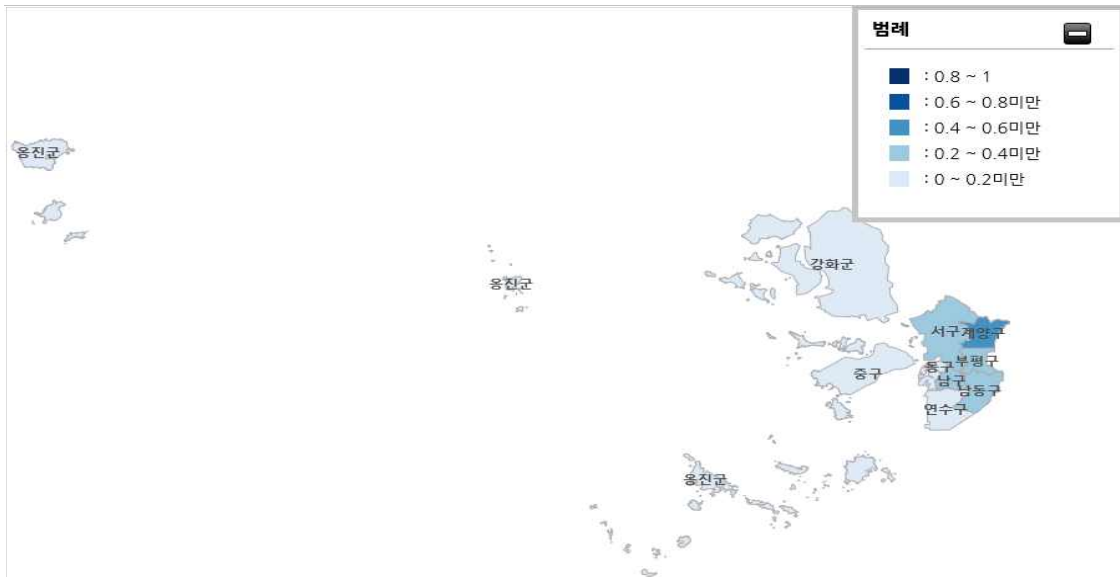 범례
: 0.8 ~ 1
: 0.6 ~ 0.8미만
: 0.4 ~ 0.6미만
: 0.2 ~ 0.4미만
: 0 ~ 0.2미만
옹진군
강화군
옹진군
서구
계양구
부평구
동구
중구
남구
남동구
연수구
옹진군